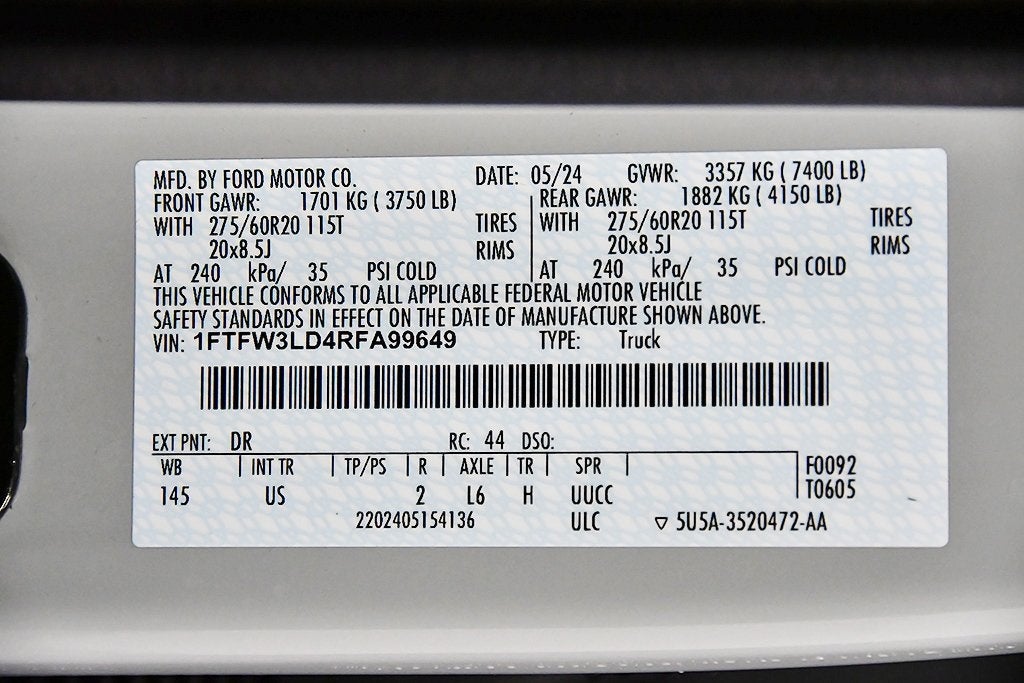 MFD. BY FORD MOTOR CO. DATE: 05/24 GVWR: 3357 KG ( 7400 LB)
FRONT GAWR: 1701 KG ( 3750 LB) REAR GAWR: 1882 KG ( 4150 LB)
WITH 275/60R20 115T TIRES WITH 275/60R20 115T TIRES
20x8.5J RIMS 20x8.5J RIMS
AT 240 kPa/ 35 PSI COLD AT 240 kPa/ 35 PSI COLD
THIS VEHICLE CONFORMS TO ALL APPLICABLE FEDERAL MOTOR VEHICLE
SAFETY STANDARDS IN EFFECT ON THE DATE OF MANUFACTURE SHOWN ABOVE.
VIN: 1FTFW3LD4RFA99649 TYPE: Truck
EXT PNT: DR RC: 44 DSO:
WB INT TR TP/PS R AXLE TR SPR F0092
145 US 2 L6 H UUCC T0605
2202405154136 ULC ▽ 5U5A-3520472-AA